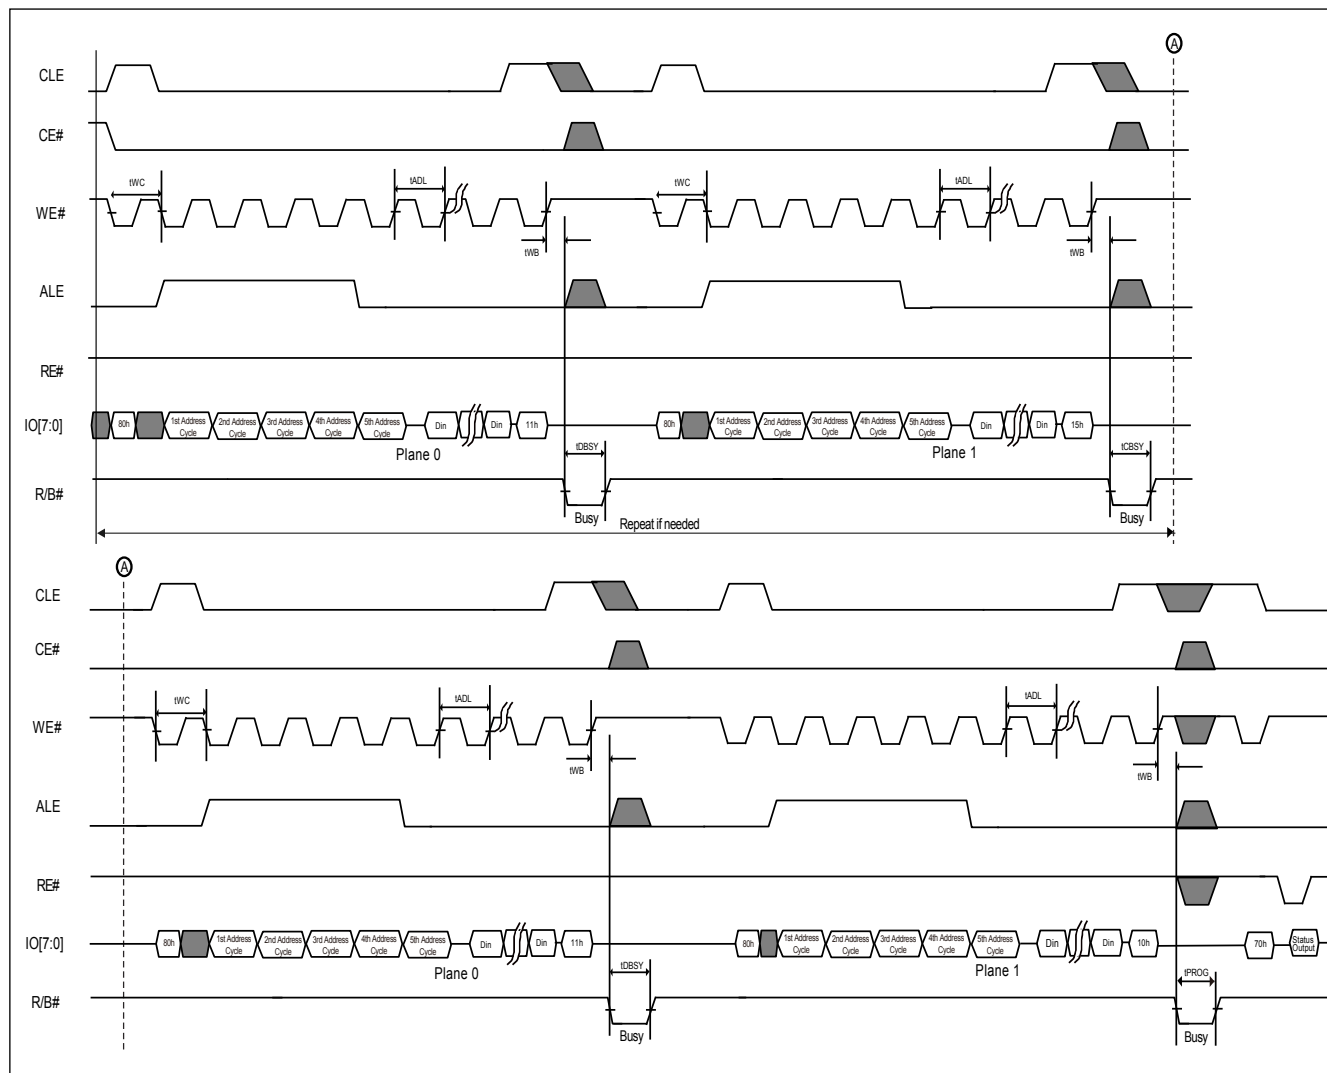 A
CLE
CE#
tWC
tADL
tWC
tADL
WE#
tWB
tWB
ALE
RE#
IO[7:0]
80h
1st Address Cycle
2nd Address Cycle
3rd Address Cycle
4th Address Cycle
5th Address Cycle
Din
Din
11h
80h
1st Address Cycle
2nd Address Cycle
3rd Address Cycle
4th Address Cycle
5th Address Cycle
Din
Din
15h
Plane 0
Plane 1
tDBSY
tCBSY
R/B#
Busy
Busy
Repeat if needed
A
CLE
CE#
tWC
tADL
tADL
WE#
tWB
tWB
ALE
RE#
IO[7:0]
80h
1st Address Cycle
2nd Address Cycle
3rd Address Cycle
4th Address Cycle
5th Address Cycle
Din
Din
11h
80h
1st Address Cycle
2nd Address Cycle
3rd Address Cycle
4th Address Cycle
5th Address Cycle
Din
Din
10h
70h
Status Output
Plane 0
Plane 1
tDBSY
tPROG
R/B#
Busy
Busy